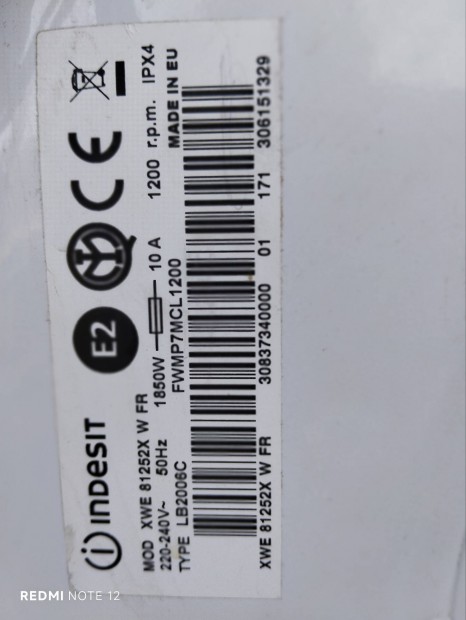 indesit
E2
MOD XWE 81252X W FR
220-240V~ 50Hz 1850W 10 A 1200 r.p.m. IPX4
TYPE LB2006C FWMP7MCL1200 MADE IN EU
XWE 81252X W FR 30837340000 01 171 306151329
REDMI NOTE 12